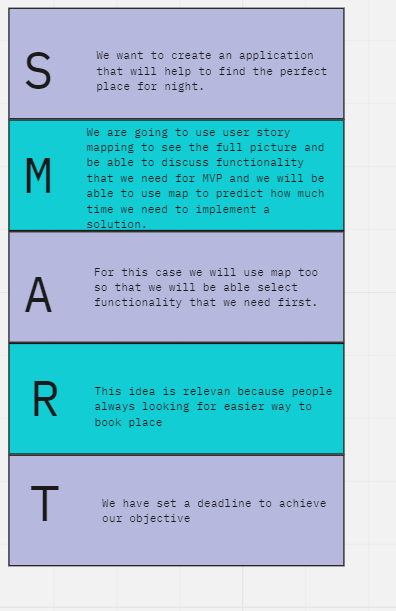 S
We want to create an application
that will help to find the perfect
place for night.
M
We are going to use user story
mapping to see the full picture and
be able to discuss functionality
that we need for MVP and we will be
able to use map to predict how much
time we need to implement a
solution.
A
For this case we will use map too
so that we will be able select
functionality that we need first.
R
This idea is relevan because people
always looking for easier way to
book place
T
We have set a deadline to achieve
our objective